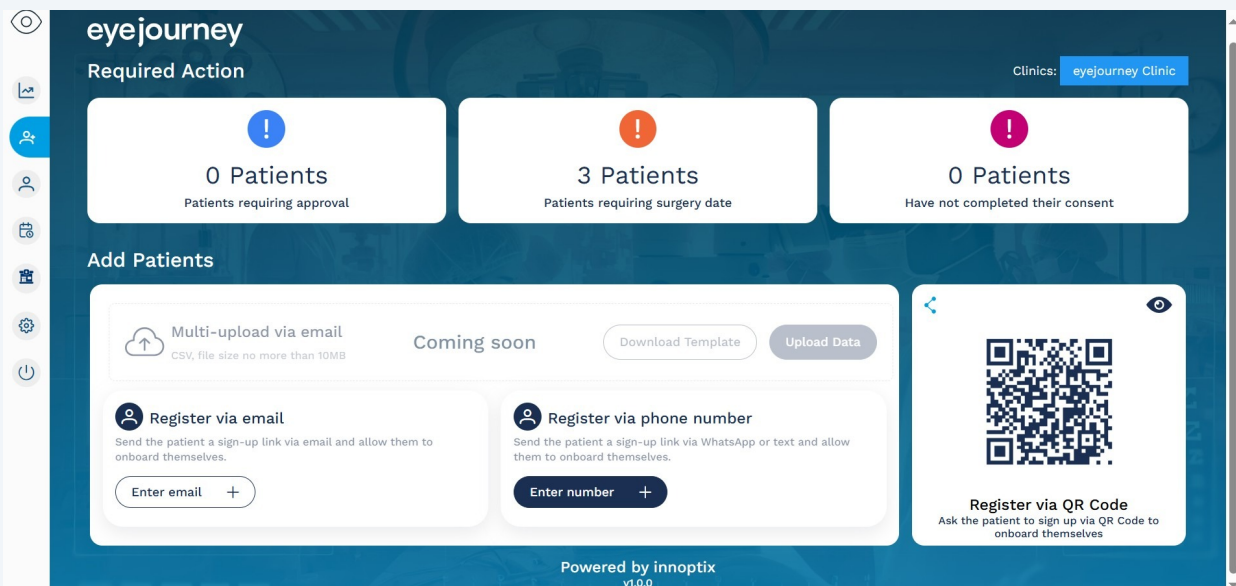 eyejourney
Required Action
Clinics: eyejourney Clinic
0 Patients
Patients requiring approval
3 Patients
Patients requiring surgery date
0 Patients
Have not completed their consent
Add Patients
Multi-upload via email
CSV, file size no more than 10MB
Coming soon
Download Template
Upload Data
Register via email
Send the patient a sign-up link via email and allow them to
onboard themselves.
Enter email +
Register via phone number
Send the patient a sign-up link via WhatsApp or text and allow
them to onboard themselves.
Enter number +
Register via QR Code
Ask the patient to sign up via QR Code to
onboard themselves
Powered by innoptix
v1.0.0